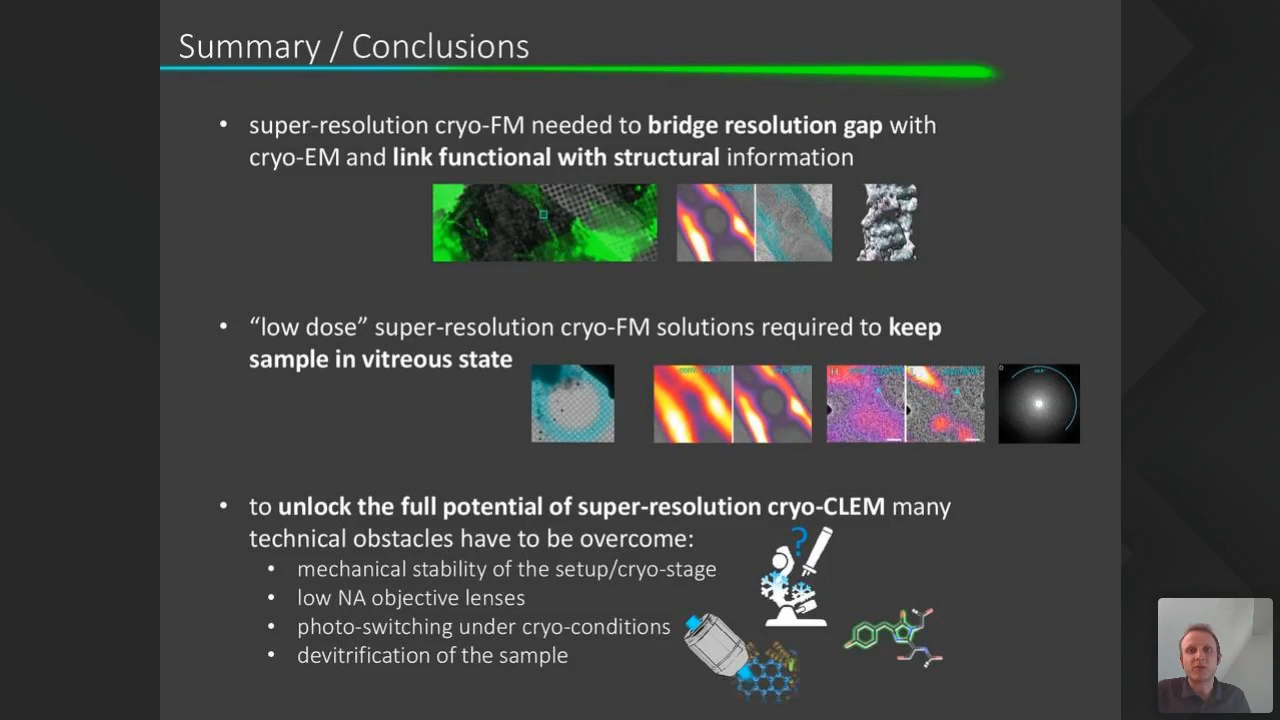 Summary / Conclusions
• super-resolution cryo-FM needed to bridge resolution gap with
cryo-EM and link functional with structural information
• “low dose” super-resolution cryo-FM solutions required to keep
sample in vitreous state
• to unlock the full potential of super-resolution cryo-CLEM many
technical obstacles have to be overcome:
?
• mechanical stability of the setup/cryo-stage
• low NA objective lenses
• photo-switching under cryo-conditions
• devitrification of the sample